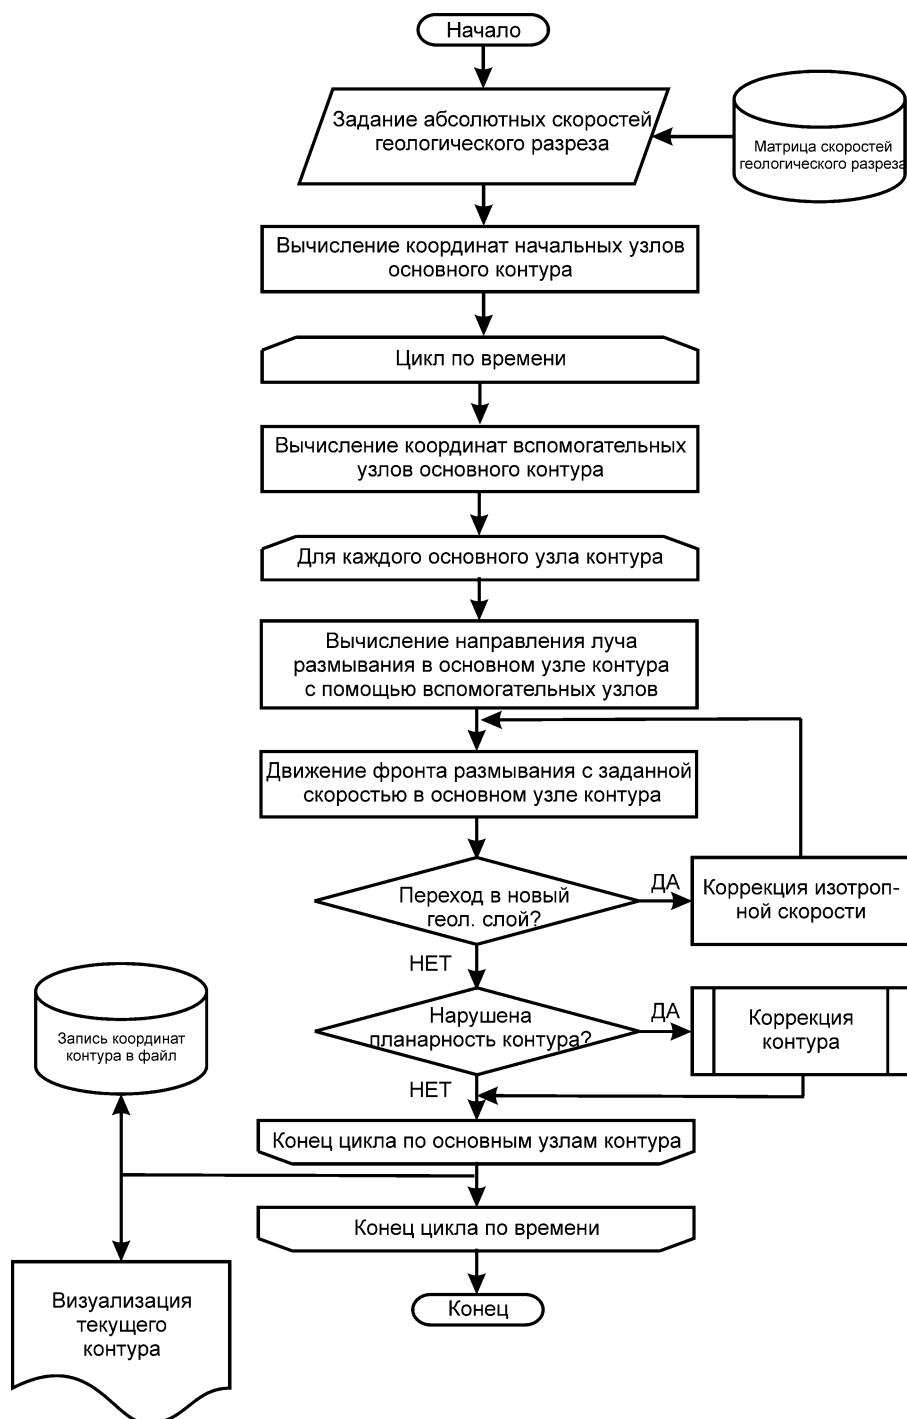 Начало
Задание абсолютных скоростей
геологического разреза
Матрица скоростей
геологического разреза
Вычисление координат начальных узлов
основного контура
Цикл по времени
Вычисление координат вспомогательных
узлов основного контура
Для каждого основного узла контура
Вычисление направления луча
размывания в основном узле контура
с помощью вспомогательных узлов
Движение фронта размывания с заданной
скоростью в основном узле контура
Переход в новый
геол. слой?
ДА
Коррекция изотроп-
ной скорости
НЕТ
Нарушена
планарность контура?
ДА
Коррекция
контура
НЕТ
Запись координат
контура в файл
Конец цикла по основным узлам контура
Конец цикла по времени
Визуализация
текущего
контура
Конец